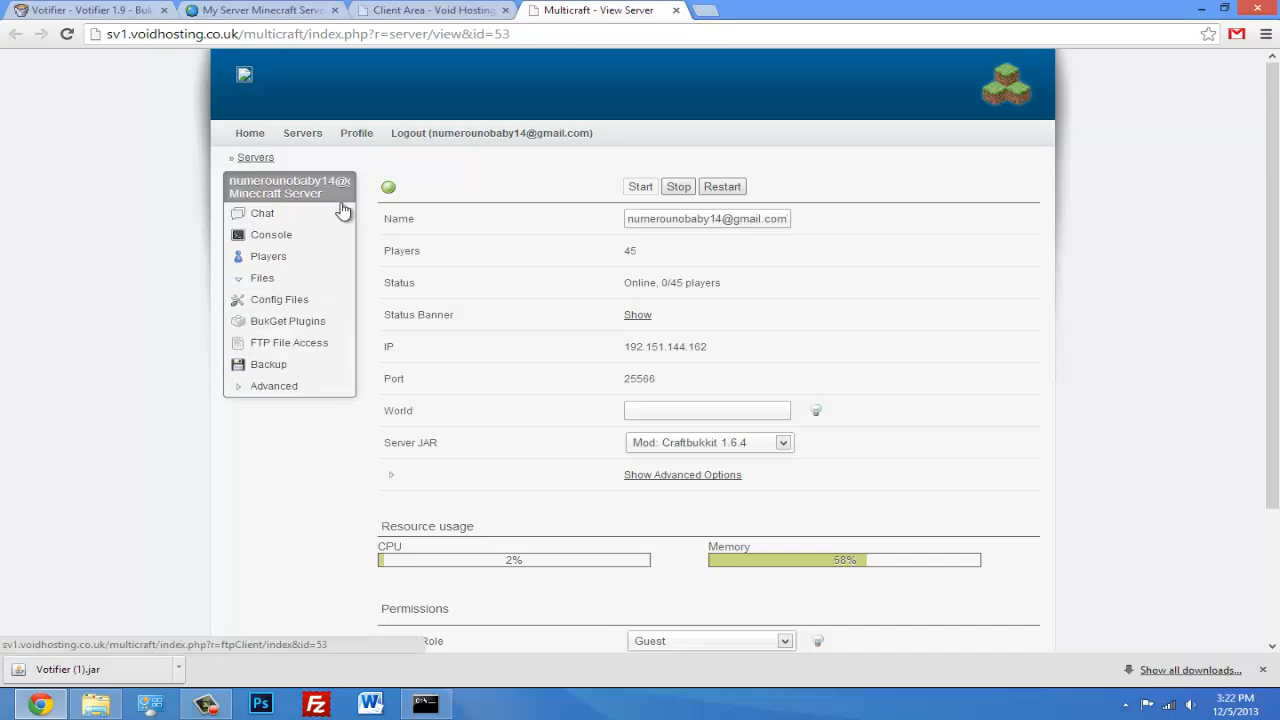 Votifier - Votifier 1.9 - Buk
My Server Minecraft Serve
Client Area - Void Hosting
Multicraft - View Server
sv1.voidhosting.co.uk/multicraft/index.php?r=server/view&id=53
Home
Servers
Profile
Logout (numerounobaby14@gmail.com)
» Servers
numerounobaby14@g
Minecraft Server
Chat
Console
Players
Files
Config Files
BukGet Plugins
FTP File Access
Backup
Advanced
Start
Stop
Restart
Name
numerounobaby14@gmail.com
Players
45
Status
Online, 0/45 players
Status Banner
Show
IP
192.151.144.162
Port
25566
World
Server JAR
Mod: Craftbukkit 1.6.4
Show Advanced Options
Resource usage
CPU
Memory
2%
58%
Permissions
Role
Guest
sv1.voidhosting.co.uk/multicraft/index.php?r=ftpClient/index&id=53
Votifier (1).jar
Show all downloads...
Ps
Fz
W
3:22 PM
12/5/2013